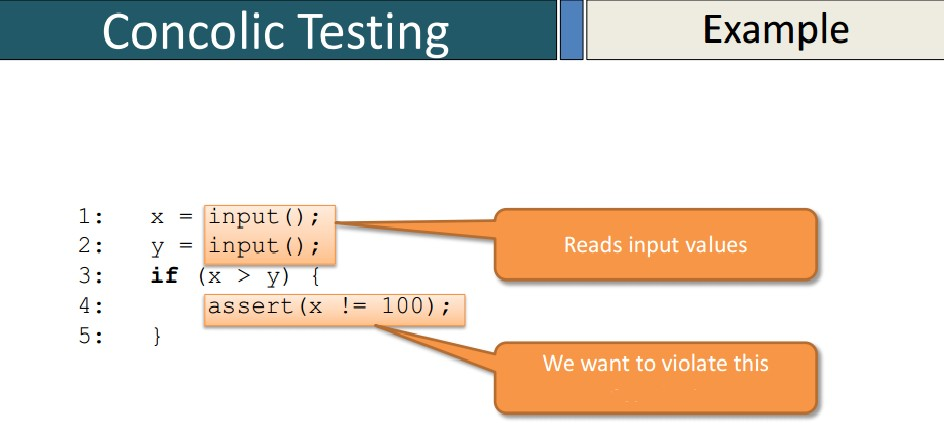 Concolic Testing
Example
1: x = input();
2: y = input();
3: if (x > y) {
4: assert(x != 100);
5: }
Reads input values
We want to violate this